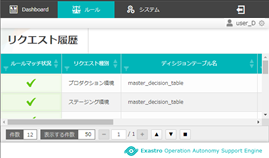 Dashboard ルール システム
user_D
リクエスト履歴
ルールマッチ状況 リクエスト種別 ディシジョンテーブル名
プロダクション環境 master_decision_table
ステージング環境 master_decision_table
件数 12 表示する件数 50 1 / 1
Exastro Operation Autonomy Support Engine